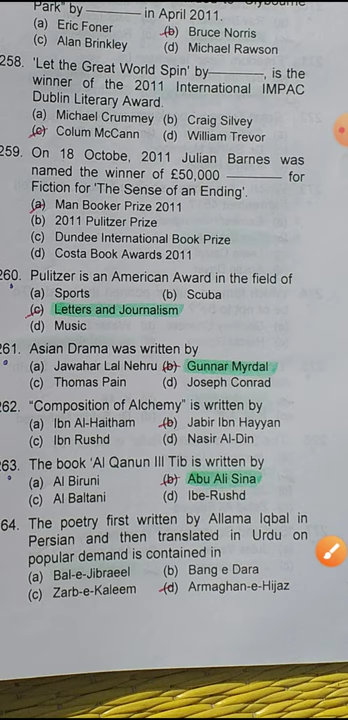 Park' by ——— in April 2011.
(a) Eric Foner (b) Bruce Norris
(c) Alan Brinkley (d) Michael Rawson
258. 'Let the Great World Spin' by———, is the
winner of the 2011 International IMPAC
Dublin Literary Award.
(a) Michael Crummey (b) Craig Silvey
(c) Colum McCann (d) William Trevor
259. On 18 Octobe, 2011 Julian Barnes was
named the winner of £50,000 ——— for
Fiction for 'The Sense of an Ending'.
(a) Man Booker Prize 2011
(b) 2011 Pulitzer Prize
(c) Dundee International Book Prize
(d) Costa Book Awards 2011
260. Pulitzer is an American Award in the field of
(a) Sports (b) Scuba
(c) Letters and Journalism
(d) Music
261. Asian Drama was written by
(a) Jawahar Lal Nehru (b) Gunnar Myrdal
(c) Thomas Pain (d) Joseph Conrad
62. "Composition of Alchemy" is written by
(a) Ibn Al-Haitham (b) Jabir Ibn Hayyan
(c) Ibn Rushd (d) Nasir Al-Din
63. The book 'Al Qanun Ill Tib is written by
(a) Al Biruni (b) Abu Ali Sina
(c) Al Baltani (d) Ibe-Rushd
64. The poetry first written by Allama Iqbal in
Persian and then translated in Urdu on
popular demand is contained in
(a) Bal-e-Jibraeel (b) Bang e Dara
(c) Zarb-e-Kaleem (d) Armaghan-e-Hijaz